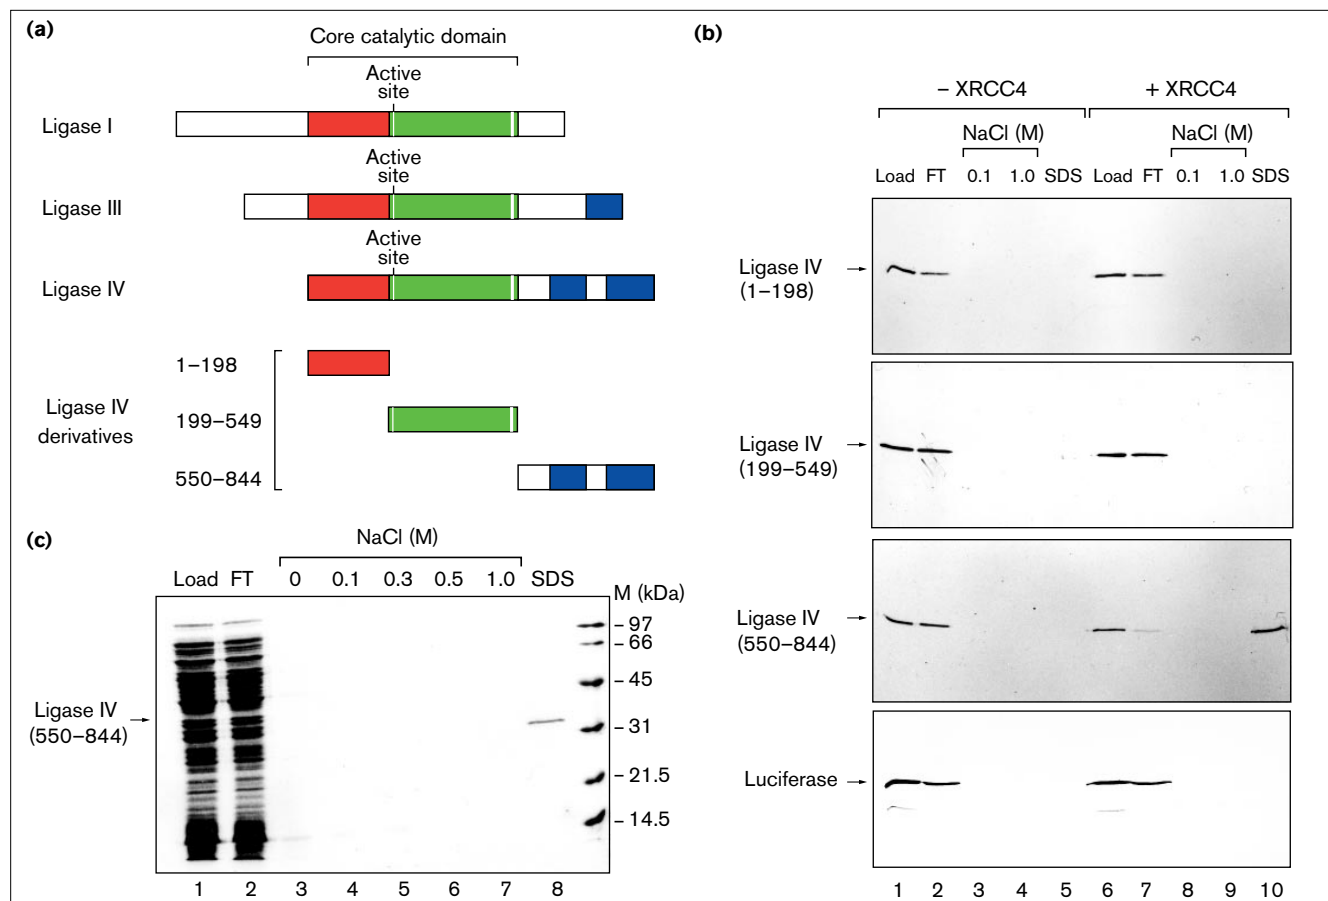 (a)
Core catalytic domain
Active
site
Ligase I
Active
site
Ligase III
Active
site
Ligase IV
1–198
Ligase IV
derivatives
199–549
550–844
(b)
– XRCC4
+ XRCC4
NaCl (M)
NaCl (M)
Load FT 0.1 1.0 SDS Load FT 0.1 1.0 SDS
Ligase IV
(1–198)
Ligase IV
(199–549)
Ligase IV
(550–844)
Luciferase
1 2 3 4 5 6 7 8 9 10
(c)
NaCl (M)
Load FT 0 0.1 0.3 0.5 1.0 SDS
M (kDa)
– 97
– 66
– 45
– 31
– 21.5
– 14.5
Ligase IV
(550–844)
1 2 3 4 5 6 7 8